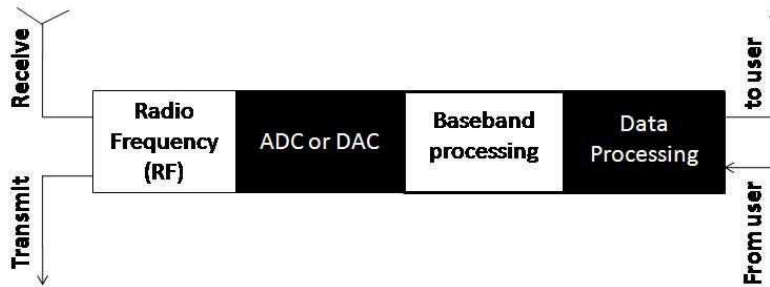 Receive
Transmit
Radio
Frequency
(RF)
ADC or DAC
Baseband
processing
Data
Processing
to user
From user